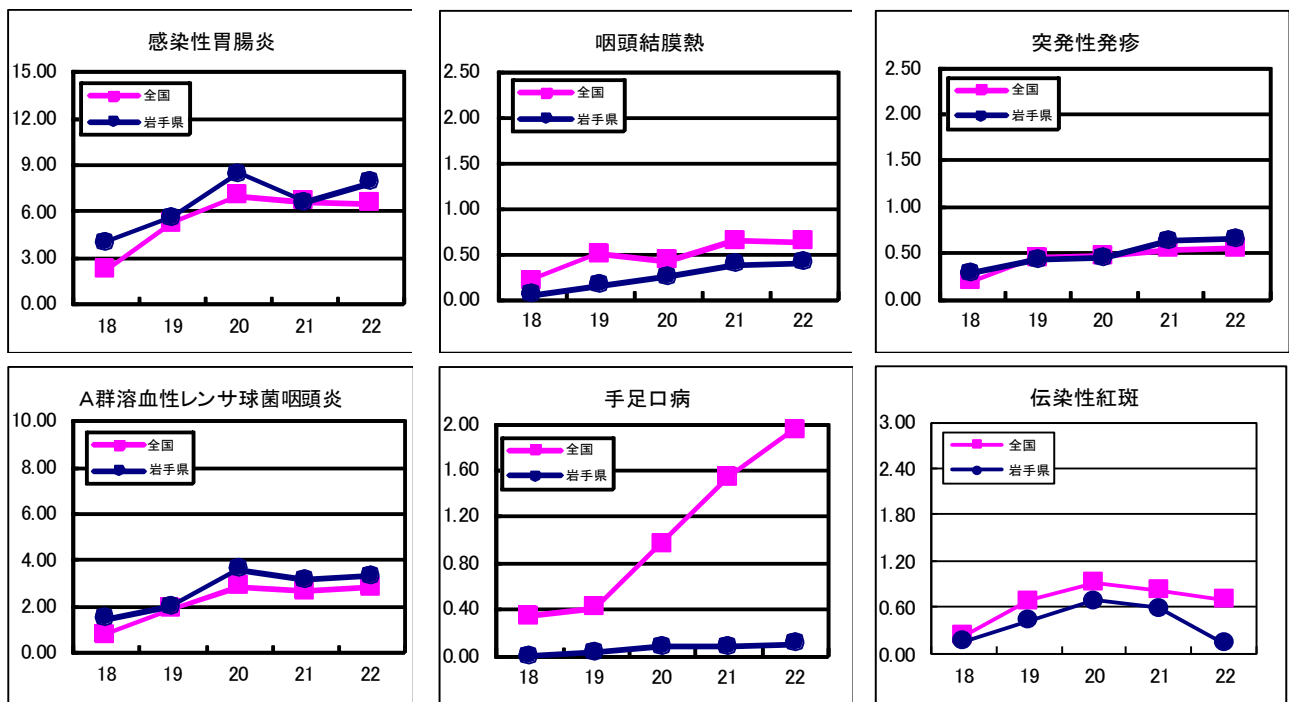 感染性胃腸炎
15.00
12.00
9.00
6.00
3.00
0.00
全国
岩手県
18 19 20 21 22
咽頭結膜熱
2.50
2.00
1.50
1.00
0.50
0.00
全国
岩手県
18 19 20 21 22
突発性発疹
2.50
2.00
1.50
1.00
0.50
0.00
全国
岩手県
18 19 20 21 22
A群溶血性レンサ球菌咽頭炎
10.00
8.00
6.00
4.00
2.00
0.00
全国
岩手県
18 19 20 21 22
手足口病
2.00
1.60
1.20
0.80
0.40
0.00
全国
岩手県
18 19 20 21 22
伝染性紅斑
3.00
2.40
1.80
1.20
0.60
0.00
全国
岩手県
18 19 20 21 22